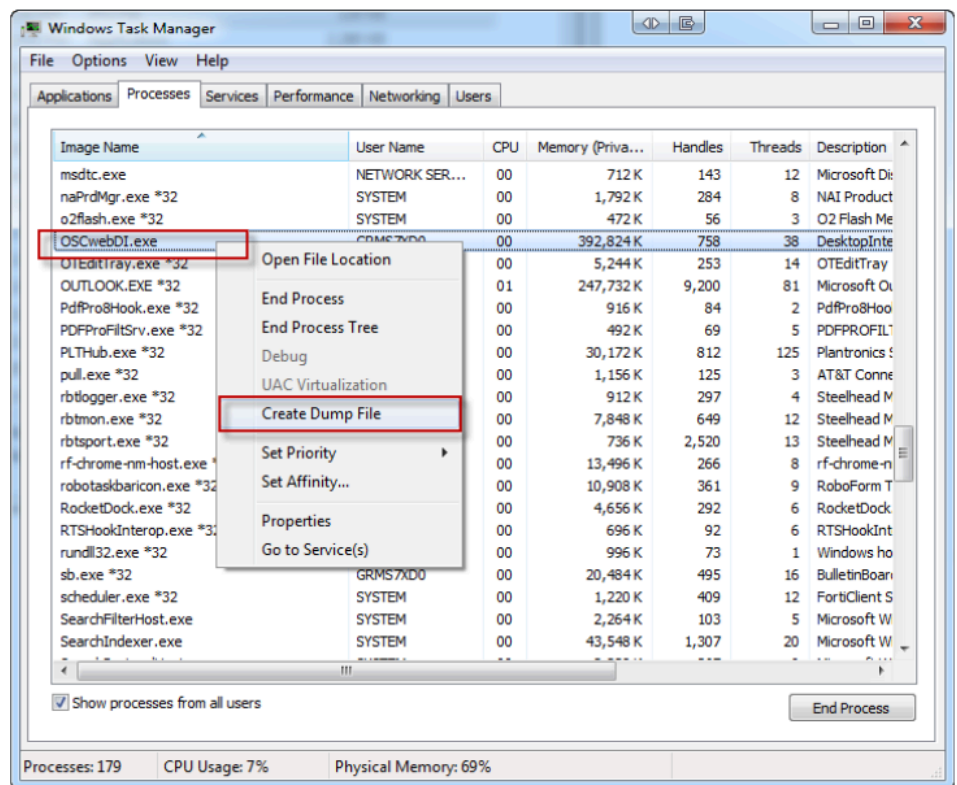 Windows Task Manager
File Options View Help
Applications Processes Services Performance Networking Users
Image Name User Name CPU Memory (Priva... Handles Threads Description
msdtc.exe NETWORK SER... 00 712 K 143 12 Microsoft Di
naPrdMgr.exe *32 SYSTEM 00 1,792 K 284 8 NAI Product
o2flash.exe *32 SYSTEM 00 472 K 56 3 O2 Flash Me
OSCwebDI.exe 00 392,824 K 758 38 DesktopInte
Open File Location
OTEditTray.exe *32 00 5,244 K 253 14 OTEditTray
OUTLOOK.EXE *32 01 247,732 K 9,200 81 Microsoft Ou
End Process
PdfPro8Hook.exe *32 00 916 K 84 2 PdfPro8Hoo
End Process Tree
PDFProFiltSrv.exe *32 00 492 K 69 5 PDFPROFILT
PLTHub.exe *32 00 30,172 K 812 125 Plantronics S
Debug
pull.exe *32 00 1,156 K 125 3 AT&T Conne
UAC Virtualization
rbtlogger.exe *32 00 912 K 297 4 Steelhead M
Create Dump File
rbtmon.exe *32 00 7,848 K 649 12 Steelhead M
rbtsport.exe *32 00 736 K 2,520 13 Steelhead M
Set Priority
rf-chrome-nm-host.exe * 00 13,496 K 266 8 rf-chrome-n
Set Affinity...
robotaskbaricon.exe *32 00 10,908 K 361 9 RoboForm T
RocketDock.exe *32 00 4,656 K 292 6 RocketDock
Properties
RTSHookInterop.exe *32 00 696 K 92 6 RTSHookInt
Go to Service(s)
rundll32.exe *32 00 996 K 73 1 Windows ho
sb.exe *32 GRMS7XD0 00 20,484 K 495 16 BulletinBoar
scheduler.exe *32 SYSTEM 00 1,220 K 409 12 FortiClient S
SearchFilterHost.exe SYSTEM 00 2,264 K 103 5 Microsoft W
SearchIndexer.exe SYSTEM 00 43,548 K 1,307 20 Microsoft W
Show processes from all users
End Process
Processes: 179 CPU Usage: 7% Physical Memory: 69%